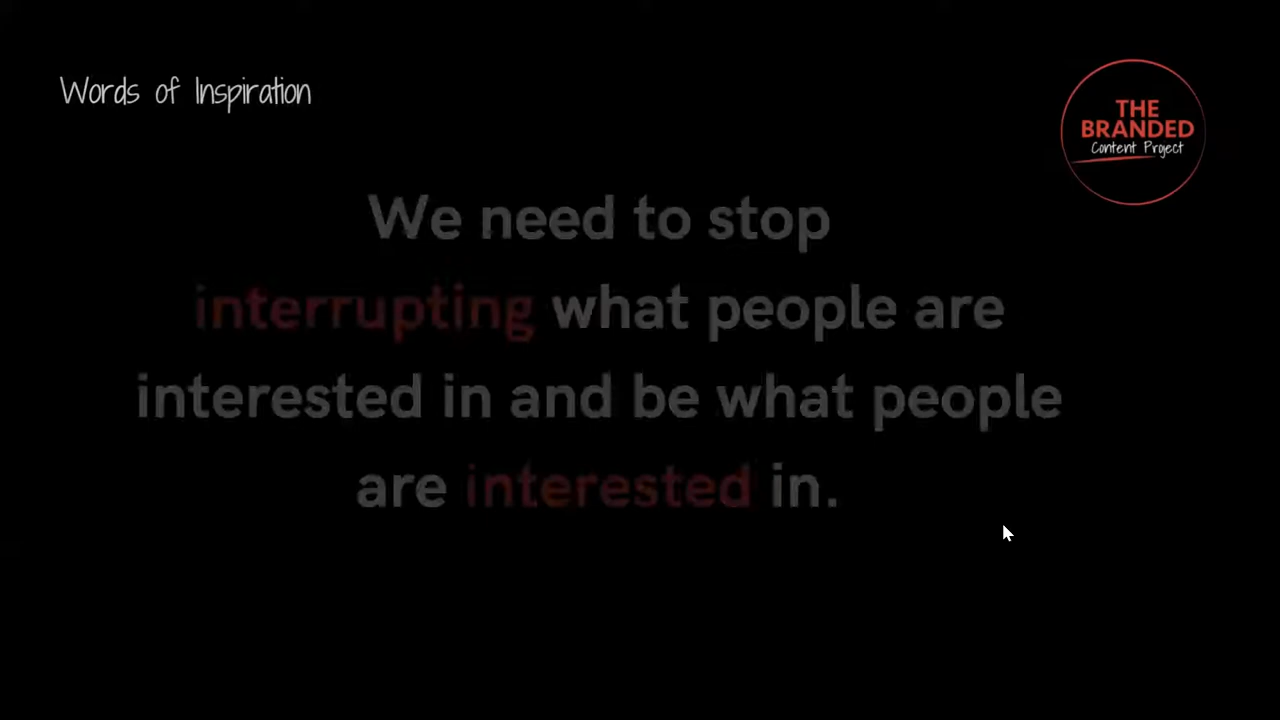 Words of Inspiration
THE
BRANDED
Content Project
We need to stop
interrupting what people are
interested in and be what people
are interested in.